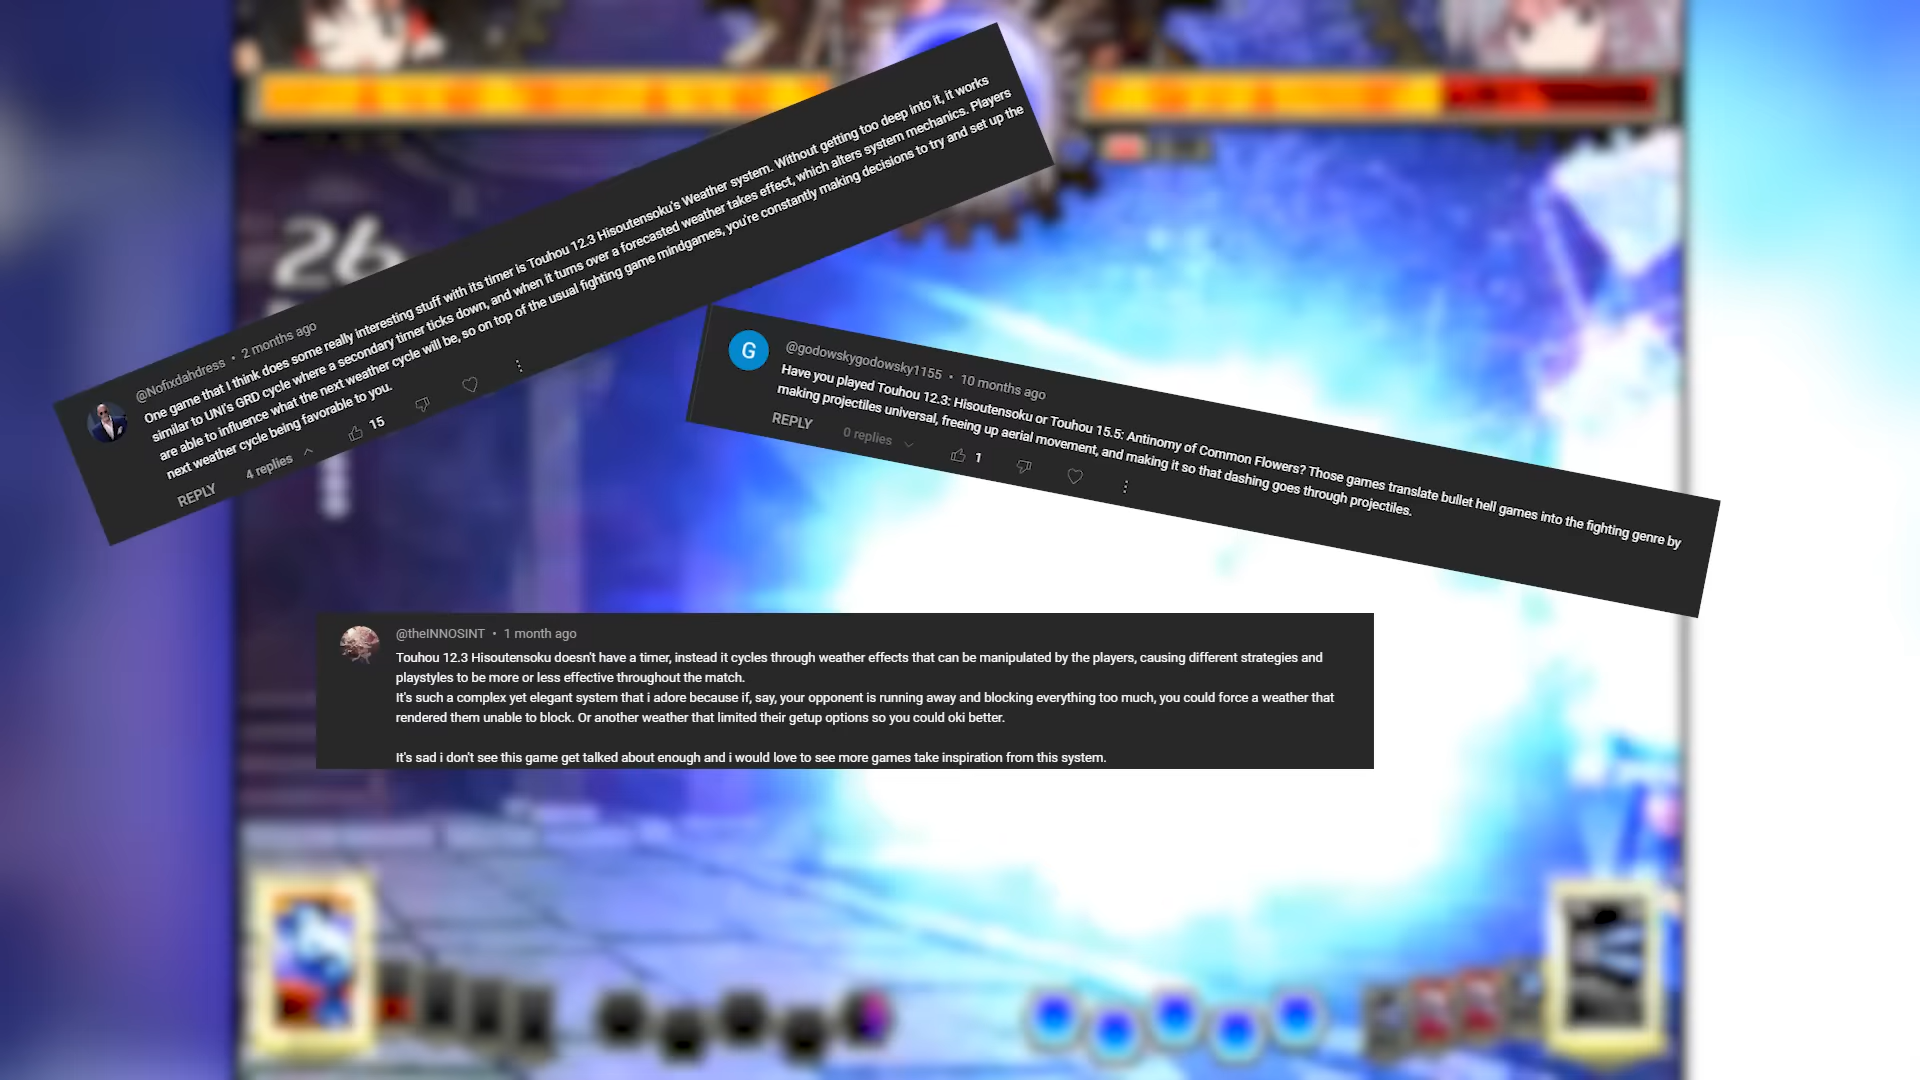 26
@Nofixdahdress • 2 months ago
One game that I think does some really interesting stuff with its timer is Touhou 12.3 Hisoutensoku's Weather system. Without getting too deep into it, it works
similar to UNI's GRD cycle where a secondary timer ticks down, and when it turns over a forecasted weather takes effect, which alters system mechanics. Players
are able to influence what the next weather cycle will be, so on top of the usual fighting game mindgames, you're constantly making decisions to try and set up the
next weather cycle being favorable to you.
REPLY 4 replies 15
G
@godowskygodowsky1155 • 10 months ago
Have you played Touhou 12.3: Hisoutensoku or Touhou 15.5: Antinomy of Common Flowers? Those games translate bullet hell games into the fighting genre by
making projectiles universal, freeing up aerial movement, and making it so that dashing goes through projectiles.
REPLY 0 replies 1
@theINNOSINT • 1 month ago
Touhou 12.3 Hisoutensoku doesn't have a timer, instead it cycles through weather effects that can be manipulated by the players, causing different strategies and
playstyles to be more or less effective throughout the match.
It's such a complex yet elegant system that i adore because if, say, your opponent is running away and blocking everything too much, you could force a weather that
rendered them unable to block. Or another weather that limited their getup options so you could oki better.
It's sad i don't see this game get talked about enough and i would love to see more games take inspiration from this system.